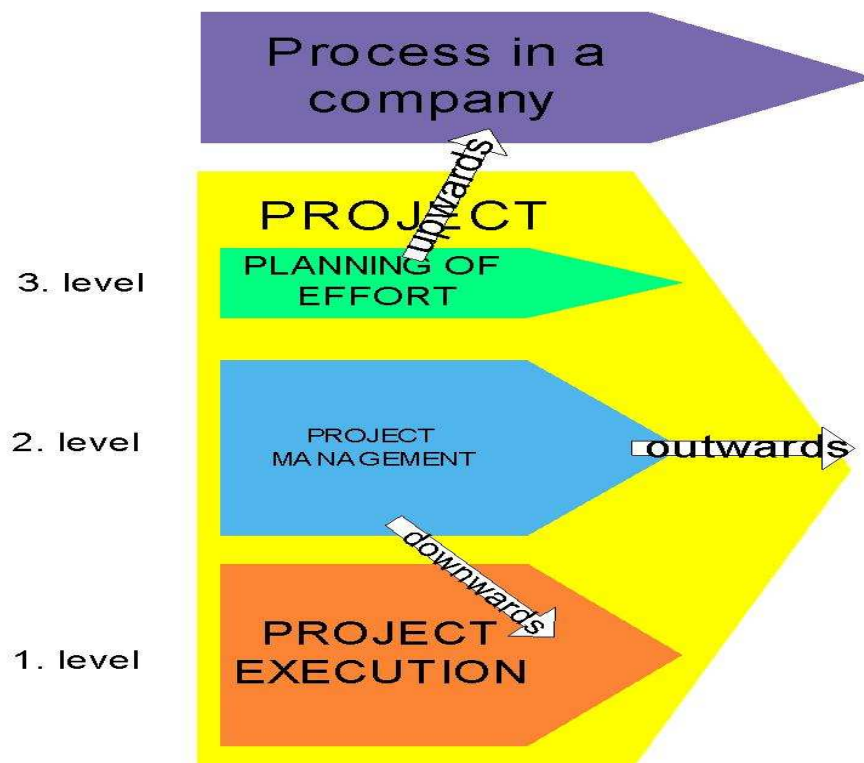 Process in a
company
upwards
PROJECT
3. level
PLANNING OF
EFFORT
2. level
PROJECT
MANAGEMENT
outwards
downwards
1. level
PROJECT
EXECUTION